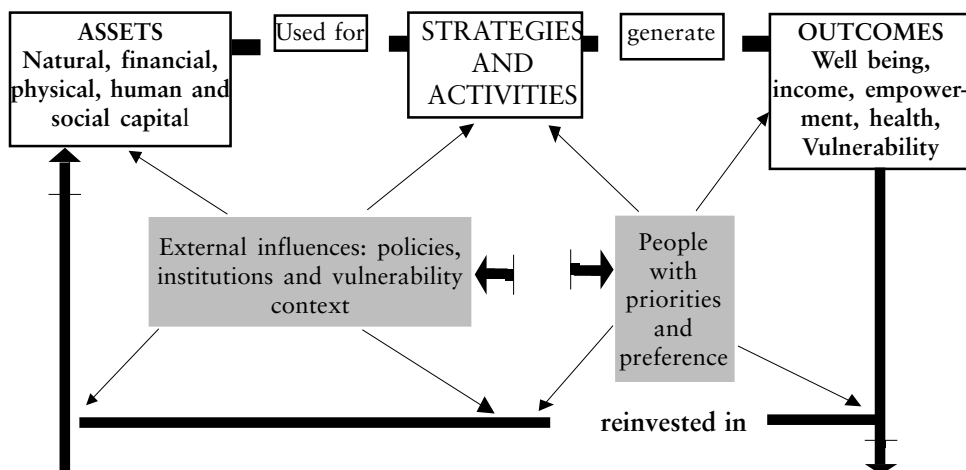 ASSETS
Natural, financial,
physical, human and
social capital
Used for
STRATEGIES
AND
ACTIVITIES
generate
OUTCOMES
Well being,
income, empower-
ment, health,
Vulnerability
External influences: policies,
institutions and vulnerability
context
People
with
priorities
and
preference
reinvested in